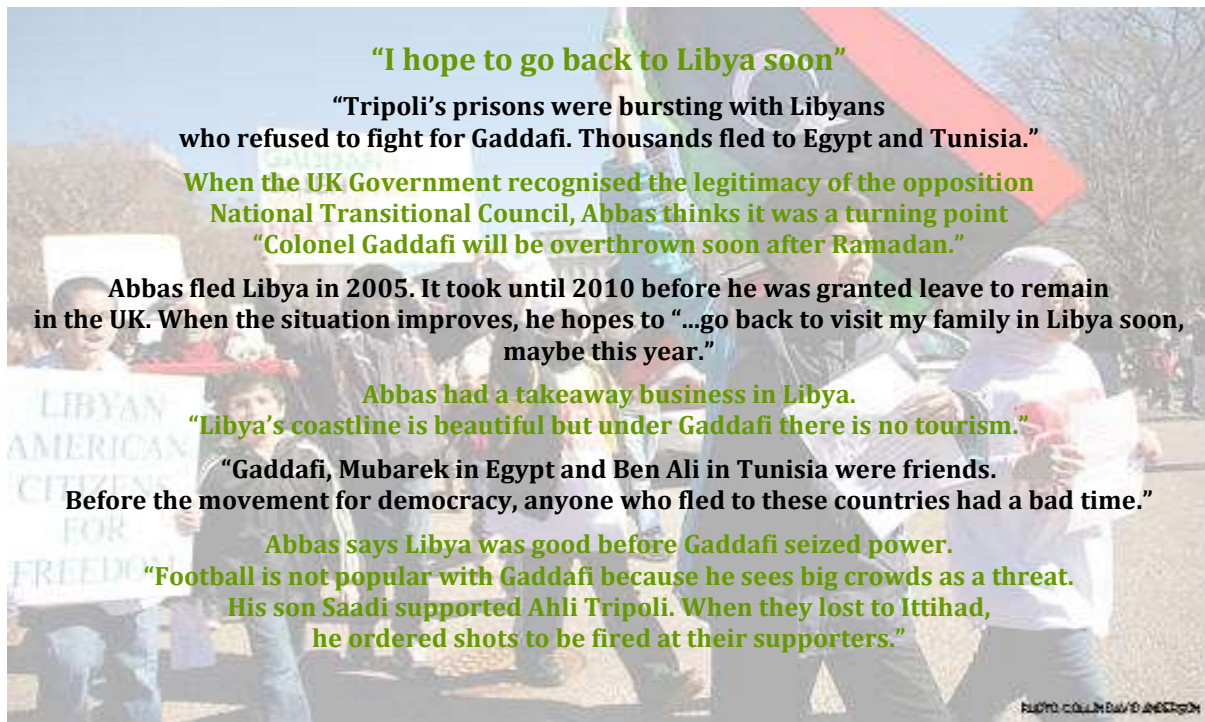 “I hope to go back to Libya soon”
“Tripoli’s prisons were bursting with Libyans
who refused to fight for Gaddafi. Thousands fled to Egypt and Tunisia.”
When the UK Government recognised the legitimacy of the opposition
National Transitional Council, Abbas thinks it was a turning point
“Colonel Gaddafi will be overthrown soon after Ramadan.”
Abbas fled Libya in 2005. It took until 2010 before he was granted leave to remain
in the UK. When the situation improves, he hopes to “...go back to visit my family in Libya soon,
maybe this year.”
Abbas had a takeaway business in Libya.
“Libya’s coastline is beautiful but under Gaddafi there is no tourism.”
“Gaddafi, Mubarek in Egypt and Ben Ali in Tunisia were friends.
Before the movement for democracy, anyone who fled to these countries had a bad time.”
Abbas says Libya was good before Gaddafi seized power.
“Football is not popular with Gaddafi because he sees big crowds as a threat.
His son Saadi supported Ahli Tripoli. When they lost to Ittihad,
he ordered shots to be fired at their supporters.”
LIBYAN
AMERICAN
CITIZENS
FOR
FREEDOM
PHOTO: COLLIN DAVID ANDERSON